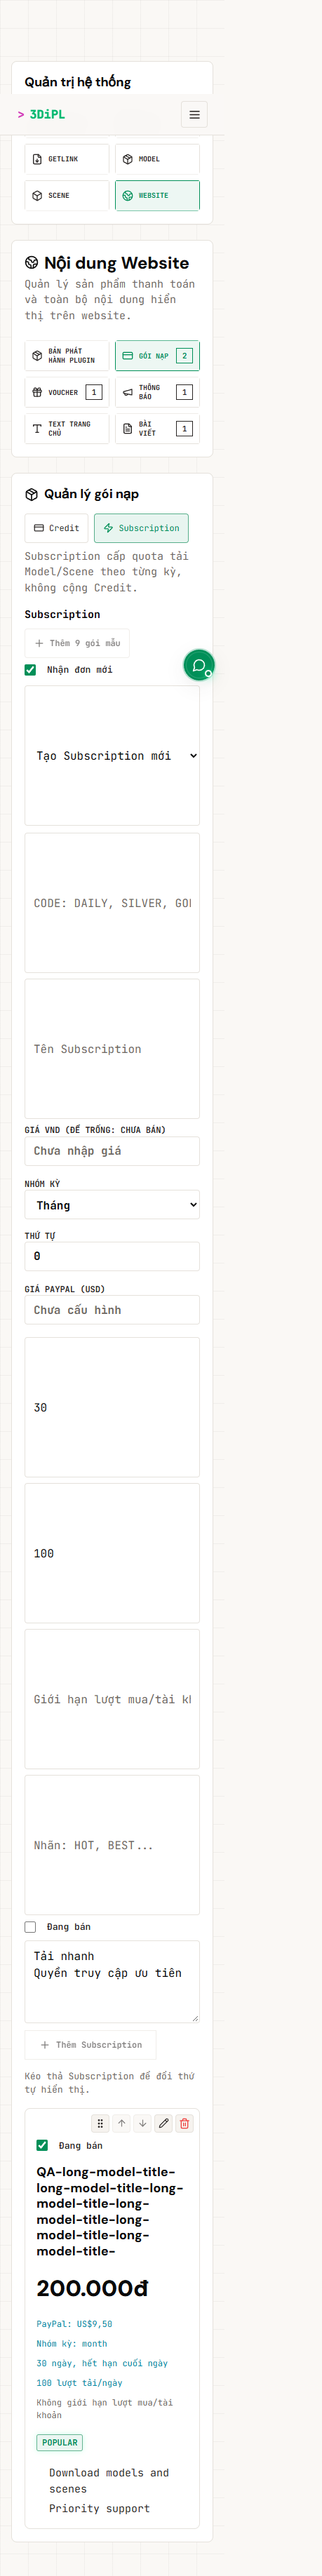 Quản trị hệ thống
> 3DiPL
GETLINK
MODEL
SCENE
WEBSITE
Nội dung Website
Quản lý sản phẩm thanh toán
và toàn bộ nội dung hiển
thị trên website.
BẢN PHÁT
HÀNH PLUGIN
GÓI NẠP 2
VOUCHER 1
THÔNG
BÁO
1
TEXT TRANG
CHỦ
BÀI
VIẾT
1
Quản lý gói nạp
Credit
Subscription
Subscription cấp quota tải
Model/Scene theo từng kỳ,
không cộng Credit.
Subscription
Thêm 9 gói mẫu
Nhận đơn mới
Tạo Subscription mới
CODE: DAILY, SILVER, GOL
Tên Subscription
GIÁ VND (ĐỂ TRỐNG: CHƯA BÁN)
Chưa nhập giá
NHÓM KỲ
Tháng
THỨ TỰ
0
GIÁ PAYPAL (USD)
Chưa cấu hình
30
100
Giới hạn lượt mua/tài kh
Nhãn: HOT, BEST...
Đang bán
Tải nhanh
Quyền truy cập ưu tiên
Thêm Subscription
Kéo thả Subscription để đổi thứ
tự hiển thị.
Đang bán
QA-long-model-title-
long-model-title-long-
model-title-long-
model-title-long-
model-title-long-
model-title-
200.000đ
PayPal: US$9,50
Nhóm kỳ: month
30 ngày, hết hạn cuối ngày
100 lượt tải/ngày
Không giới hạn lượt mua/tài
khoản
POPULAR
Download models and
scenes
Priority support